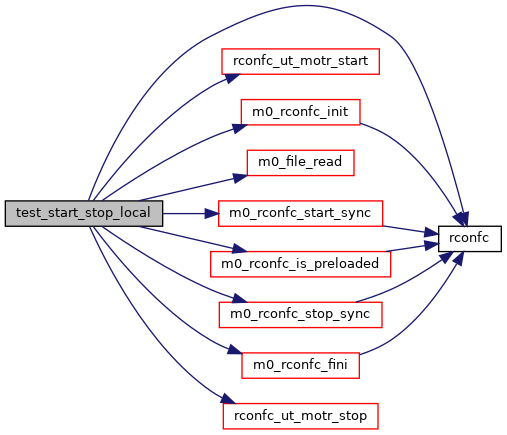 rconfc_ut_motr_start
m0_rconfc_init
m0_file_read
test_start_stop_local
m0_rconfc_start_sync
rconfc
m0_rconfc_is_preloaded
m0_rconfc_stop_sync
m0_rconfc_fini
rconfc_ut_motr_stop